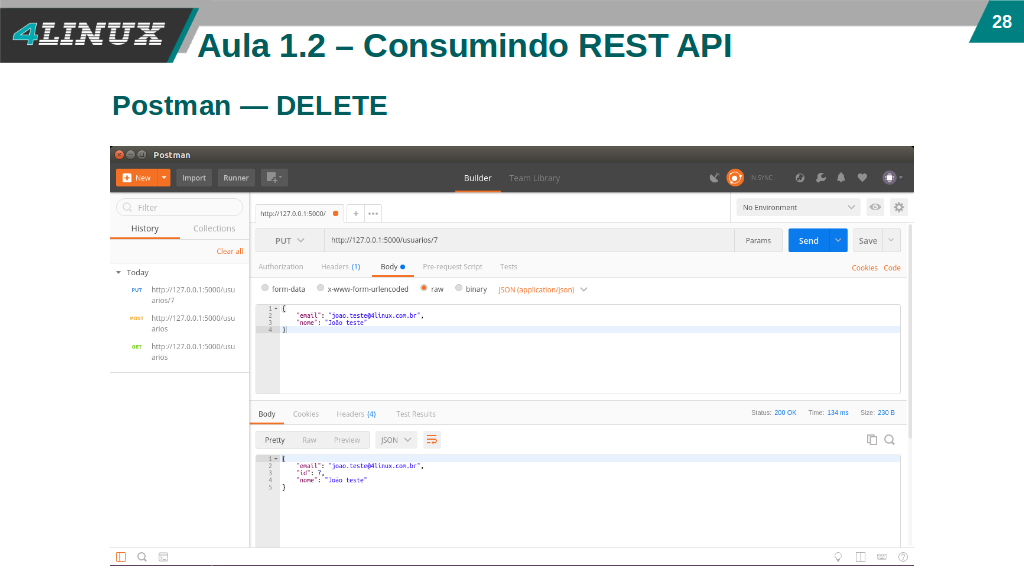 4LINUX
28
Aula 1.2 – Consumindo REST API
Postman — DELETE
Postman
New
Import
Runner
Builder
Team Library
IN SYNC
Filter
History
Collections
Clear all
Today
PUT http://127.0.0.1:5000/usu
arios/7
POST http://127.0.0.1:5000/usu
arios
GET http://127.0.0.1:5000/usu
arios
http://127.0.0.1:5000/
+
•••
No Environment
PUT
http://127.0.0.1:5000/usuarios/7
Params
Send
Save
Authorization
Headers (1)
Body
Pre-request Script
Tests
Cookies
Code
form-data
x-www-form-urlencoded
raw
binary
JSON (application/json)
1 {
2 "email": "joao.teste@4linux.com.br",
3 "nome": "João teste"
4 }
Body
Cookies
Headers (4)
Test Results
Status: 200 OK
Time: 134 ms
Size: 230 B
Pretty
Raw
Preview
JSON
1 {
2 "email": "joao.teste@4linux.com.br",
3 "id": 7,
4 "nome": "João teste"
5 }